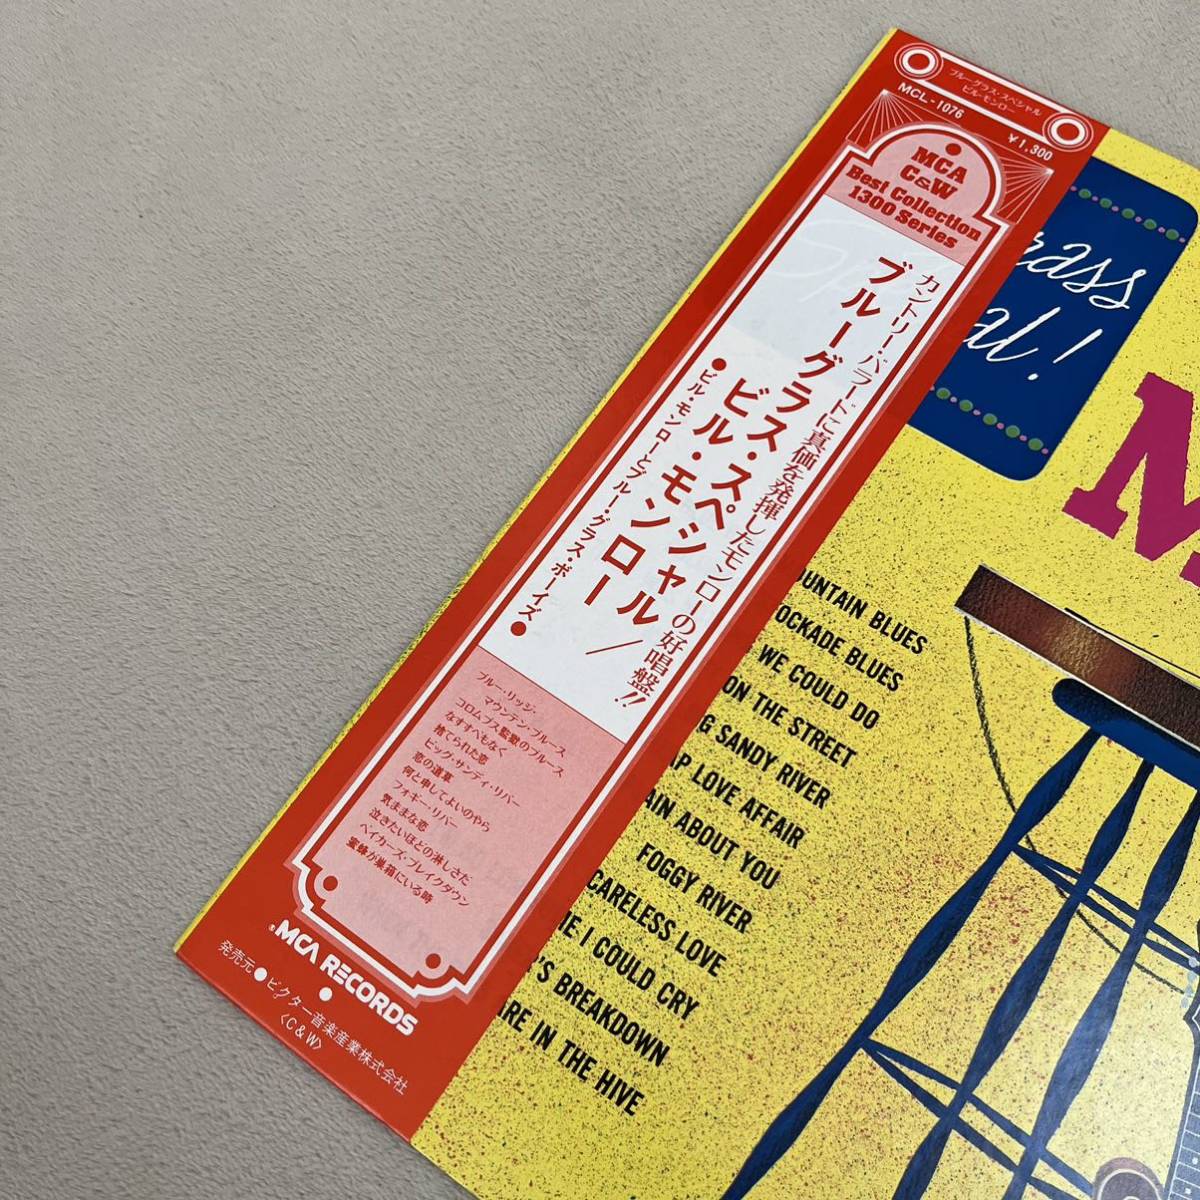 ブルーグラス・スペシャル
ビル・モンロー
MCL-1076
¥1,300
MCA
C&W
Best Collection
1300 Series
カントリー・バラードに真価を発揮したモンローの好唱盤!!
ブルーグラス・スペシャル/
ビル・モンロー
●ビル・モンローとブルー・グラス・ボーイズ●
ブルー・リッジ・
マウンテン・ブルース
コロムブス監獄のブルース
なすすべもなく
捨てられた恋
ビッグ・サンディ・リバー
恋の道草
何と申してよいのやら
フォギー・リバー
気ままな恋
泣きたいほどの淋しさだ
ベイカーズ・ブレイクダウン
蜜蜂が巣箱にいる時
MCA RECORDS
発売元●ビクター音楽産業株式会社
〈C&W〉
rass
al!
M
OUNTAIN BLUES
OCKADE BLUES
WE COULD DO
ON THE STREET
G SANDY RIVER
AP LOVE AFFAIR
AIN ABOUT YOU
FOGGY RIVER
CARELESS LOVE
ME I COULD CRY
'S BREAKDOWN
ARE IN THE HIVE